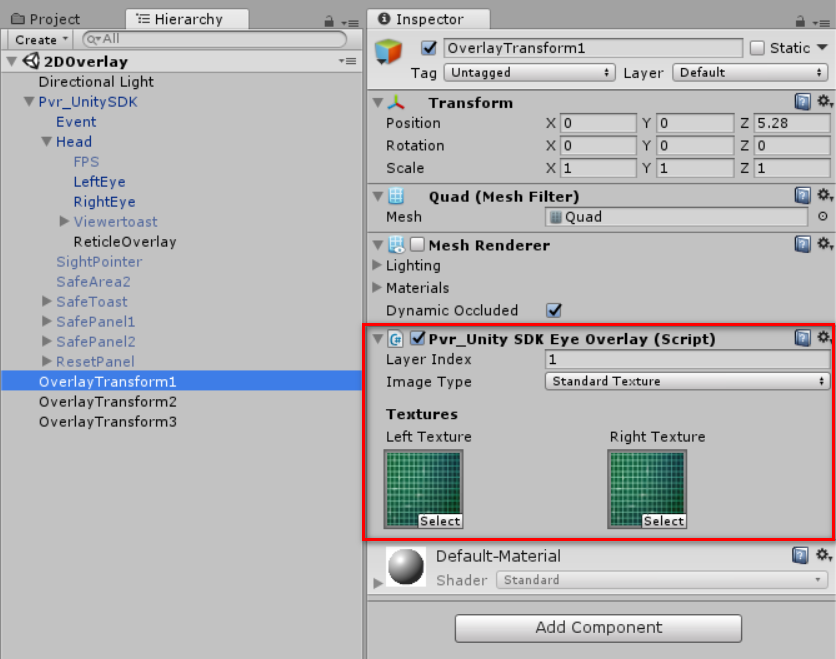 Project
Hierarchy
Create
All
2DOverlay
Directional Light
Pvr_UnitySDK
Event
Head
FPS
LeftEye
RightEye
Viewertoast
ReticleOverlay
SightPointer
SafeArea2
SafeToast
SafePanel1
SafePanel2
ResetPanel
OverlayTransform1
OverlayTransform2
OverlayTransform3
Inspector
OverlayTransform1 Static
Tag Untagged Layer Default
Transform
Position X 0 Y 0 Z 5.28
Rotation X 0 Y 0 Z 0
Scale X 1 Y 1 Z 1
Quad (Mesh Filter)
Mesh Quad
Mesh Renderer
Lighting
Materials
Dynamic Occluded
Pvr_Unity SDK Eye Overlay (Script)
Layer Index 1
Image Type Standard Texture
Textures
Left Texture Right Texture
Select Select
Default-Material
Shader Standard
Add Component